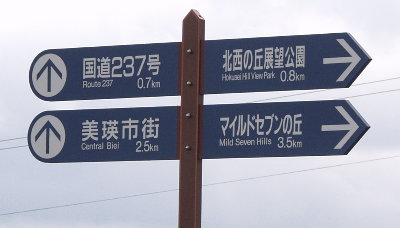 国道237号
Route 237 0.7km
北西の丘展望公園
Hokusei Hill View Park 0.8km
美瑛市街
Central Biei 2.5km
マイルドセブンの丘
Mild Seven Hills 3.5km